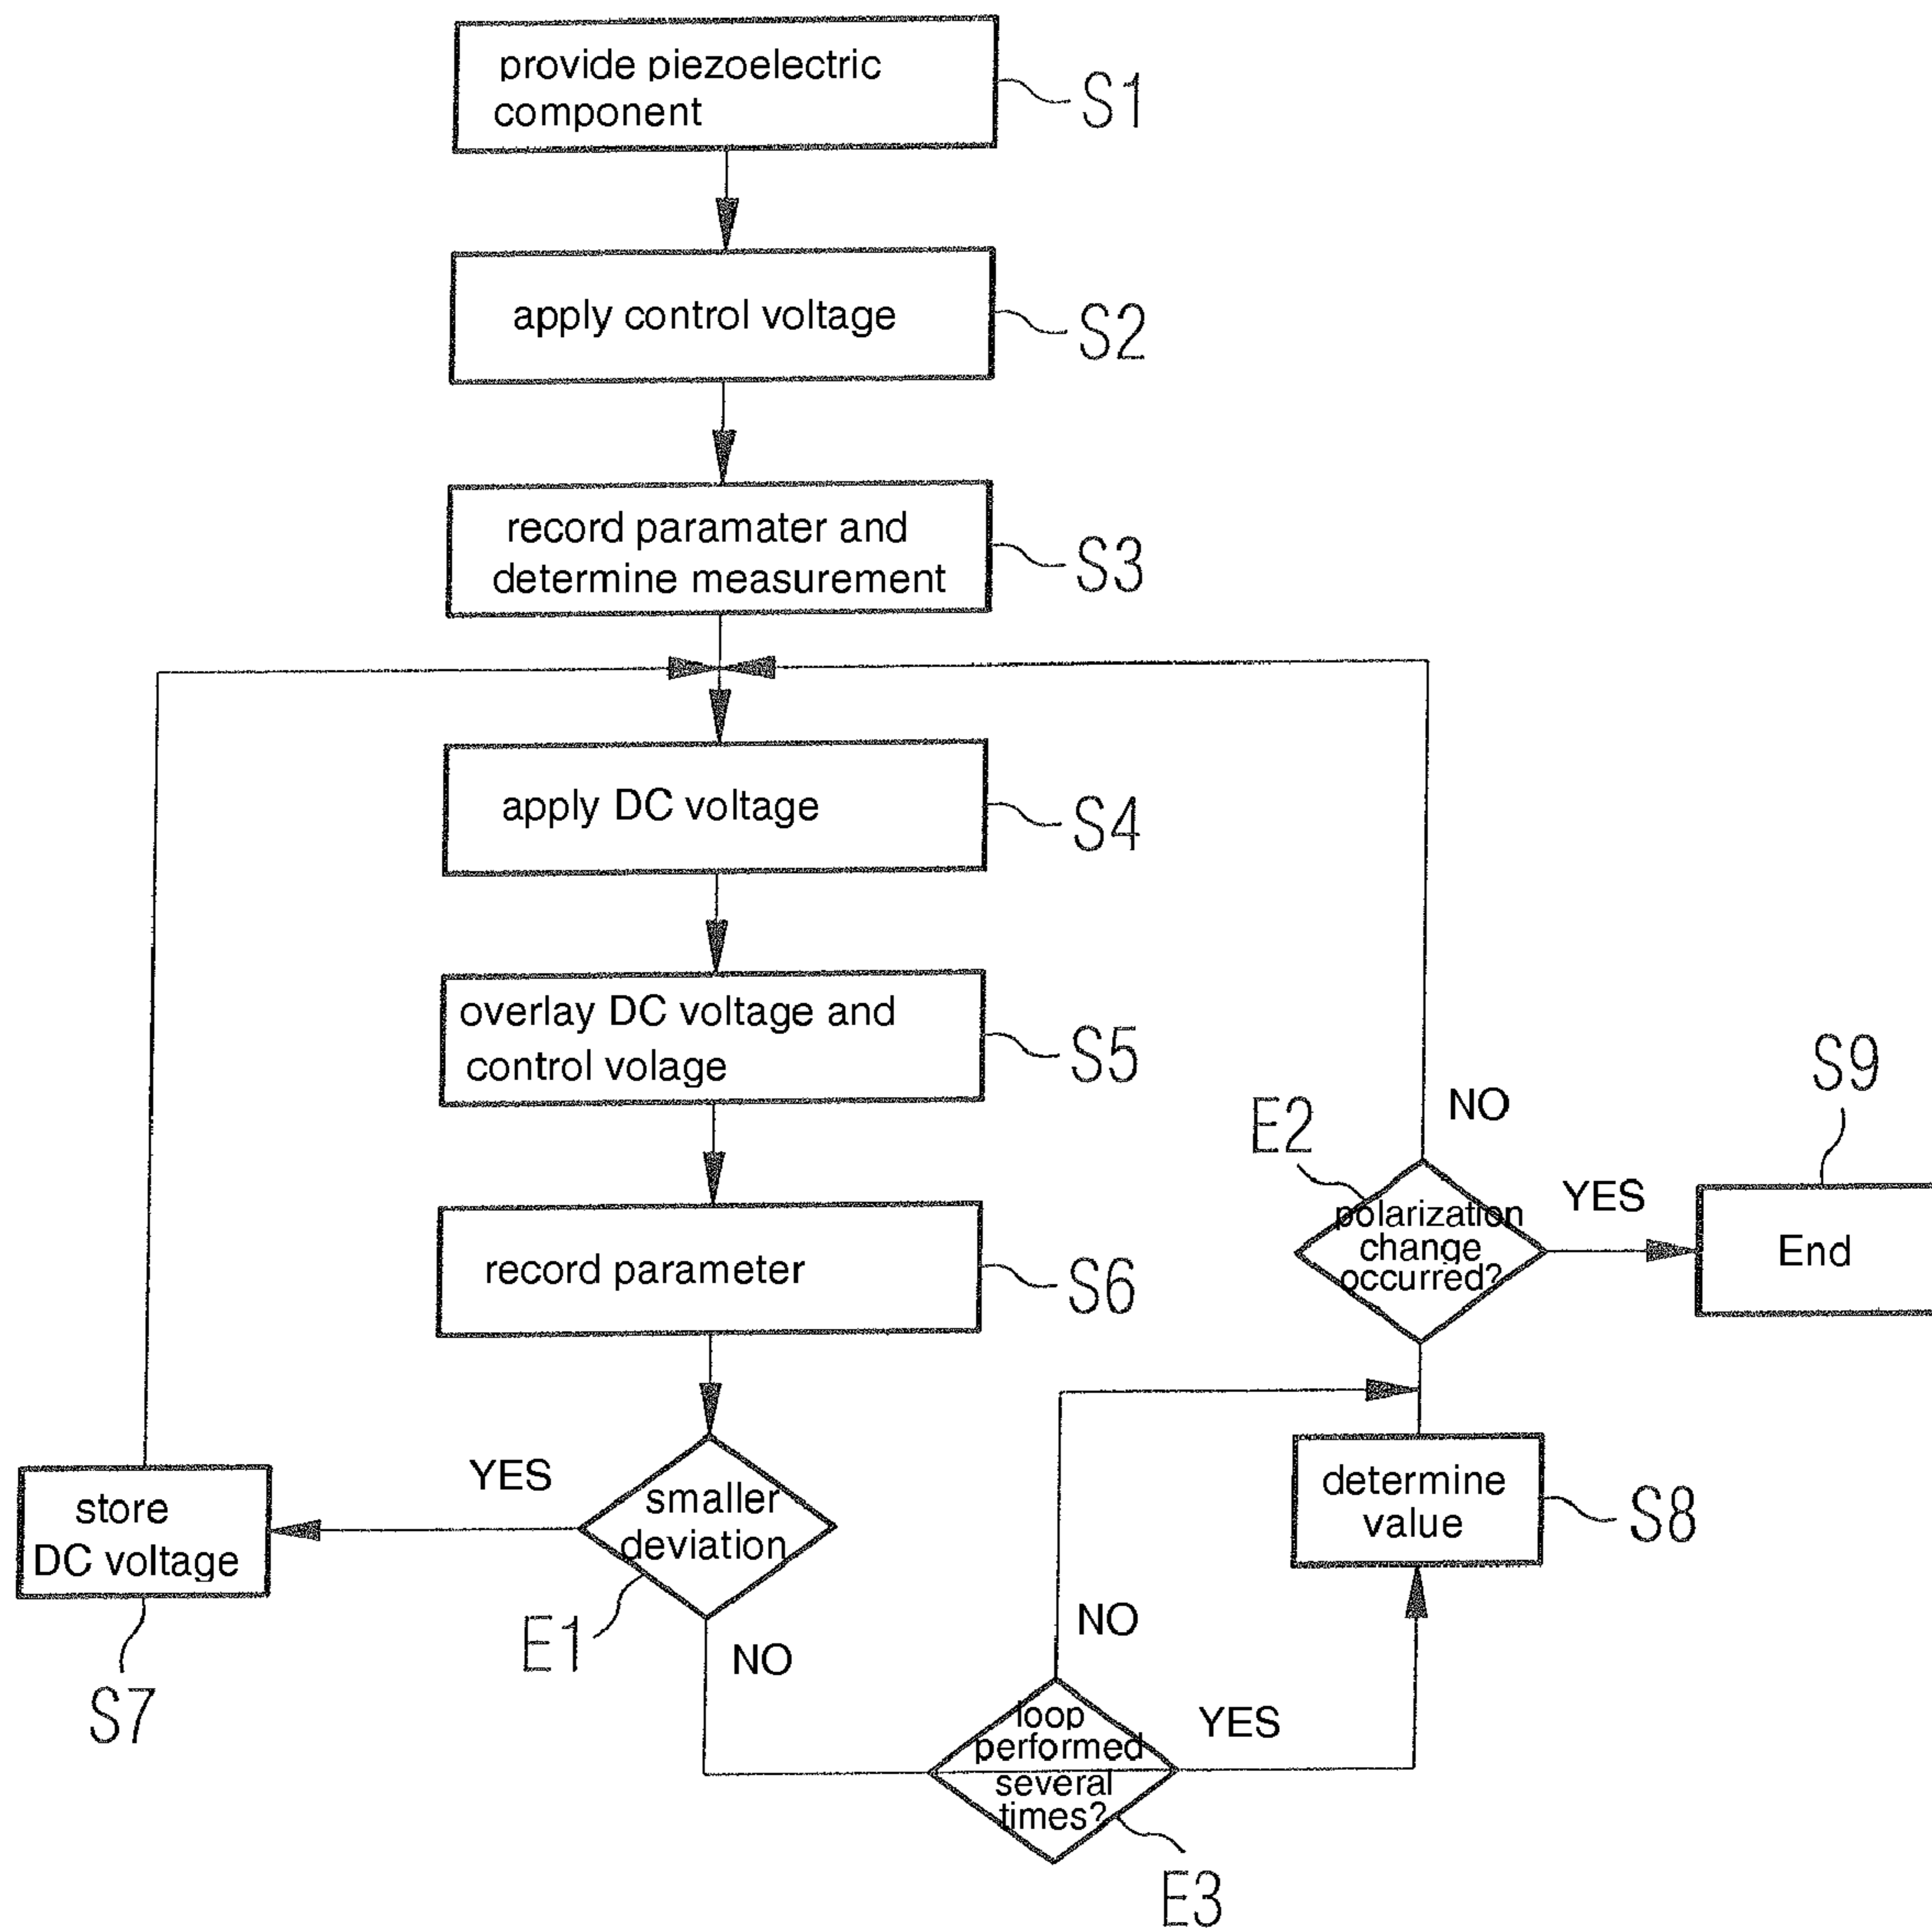 provide piezoelectric
component
S1
apply control voltage
S2
record paramater and
determine measurement
S3
apply DC voltage
S4
overlay DC voltage and
control volage
S5
record parameter
S6
smaller
deviation
E1
YES
NO
store
DC voltage
S7
loop
performed
several
times?
E3
NO
YES
determine
value
S8
polarization
change
occurred?
E2
NO
YES
End
S9